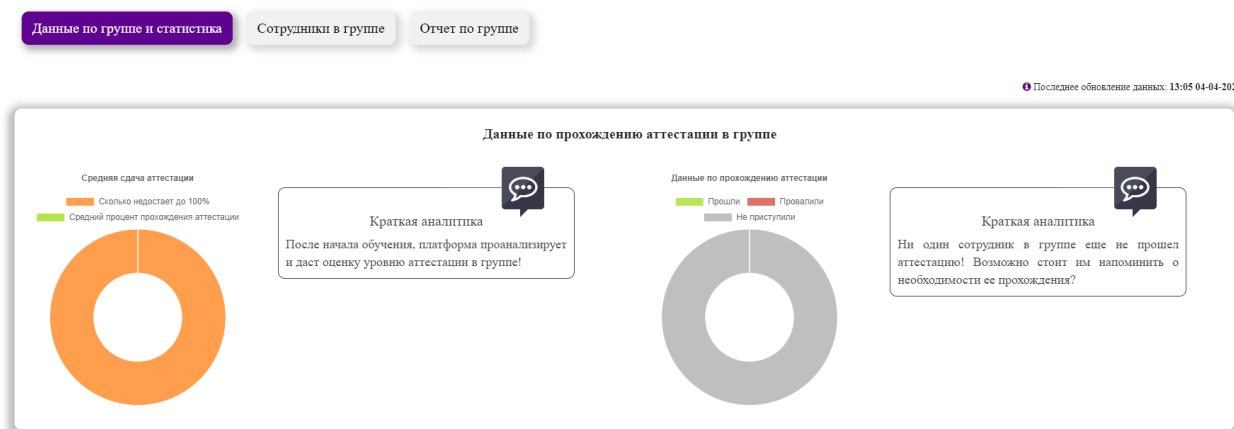 Данные по группе и статистика
Сотрудники в группе
Отчет по группе
Последнее обновление данных: 13:05 04-04-202
Данные по прохождению аттестации в группе
Средняя сдача аттестации
Сколько недостает до 100%
Средний процент прохождения аттестации
Краткая аналитика
После начала обучения, платформа проанализирует
и даст оценку уровню аттестации в группе!
Данные по прохождению аттестации
Прошли
Провалили
Не приступили
Краткая аналитика
Ни один сотрудник в группе еще не прошел
аттестацию! Возможно стоит им напоминить о
необходимости ее прохождения?